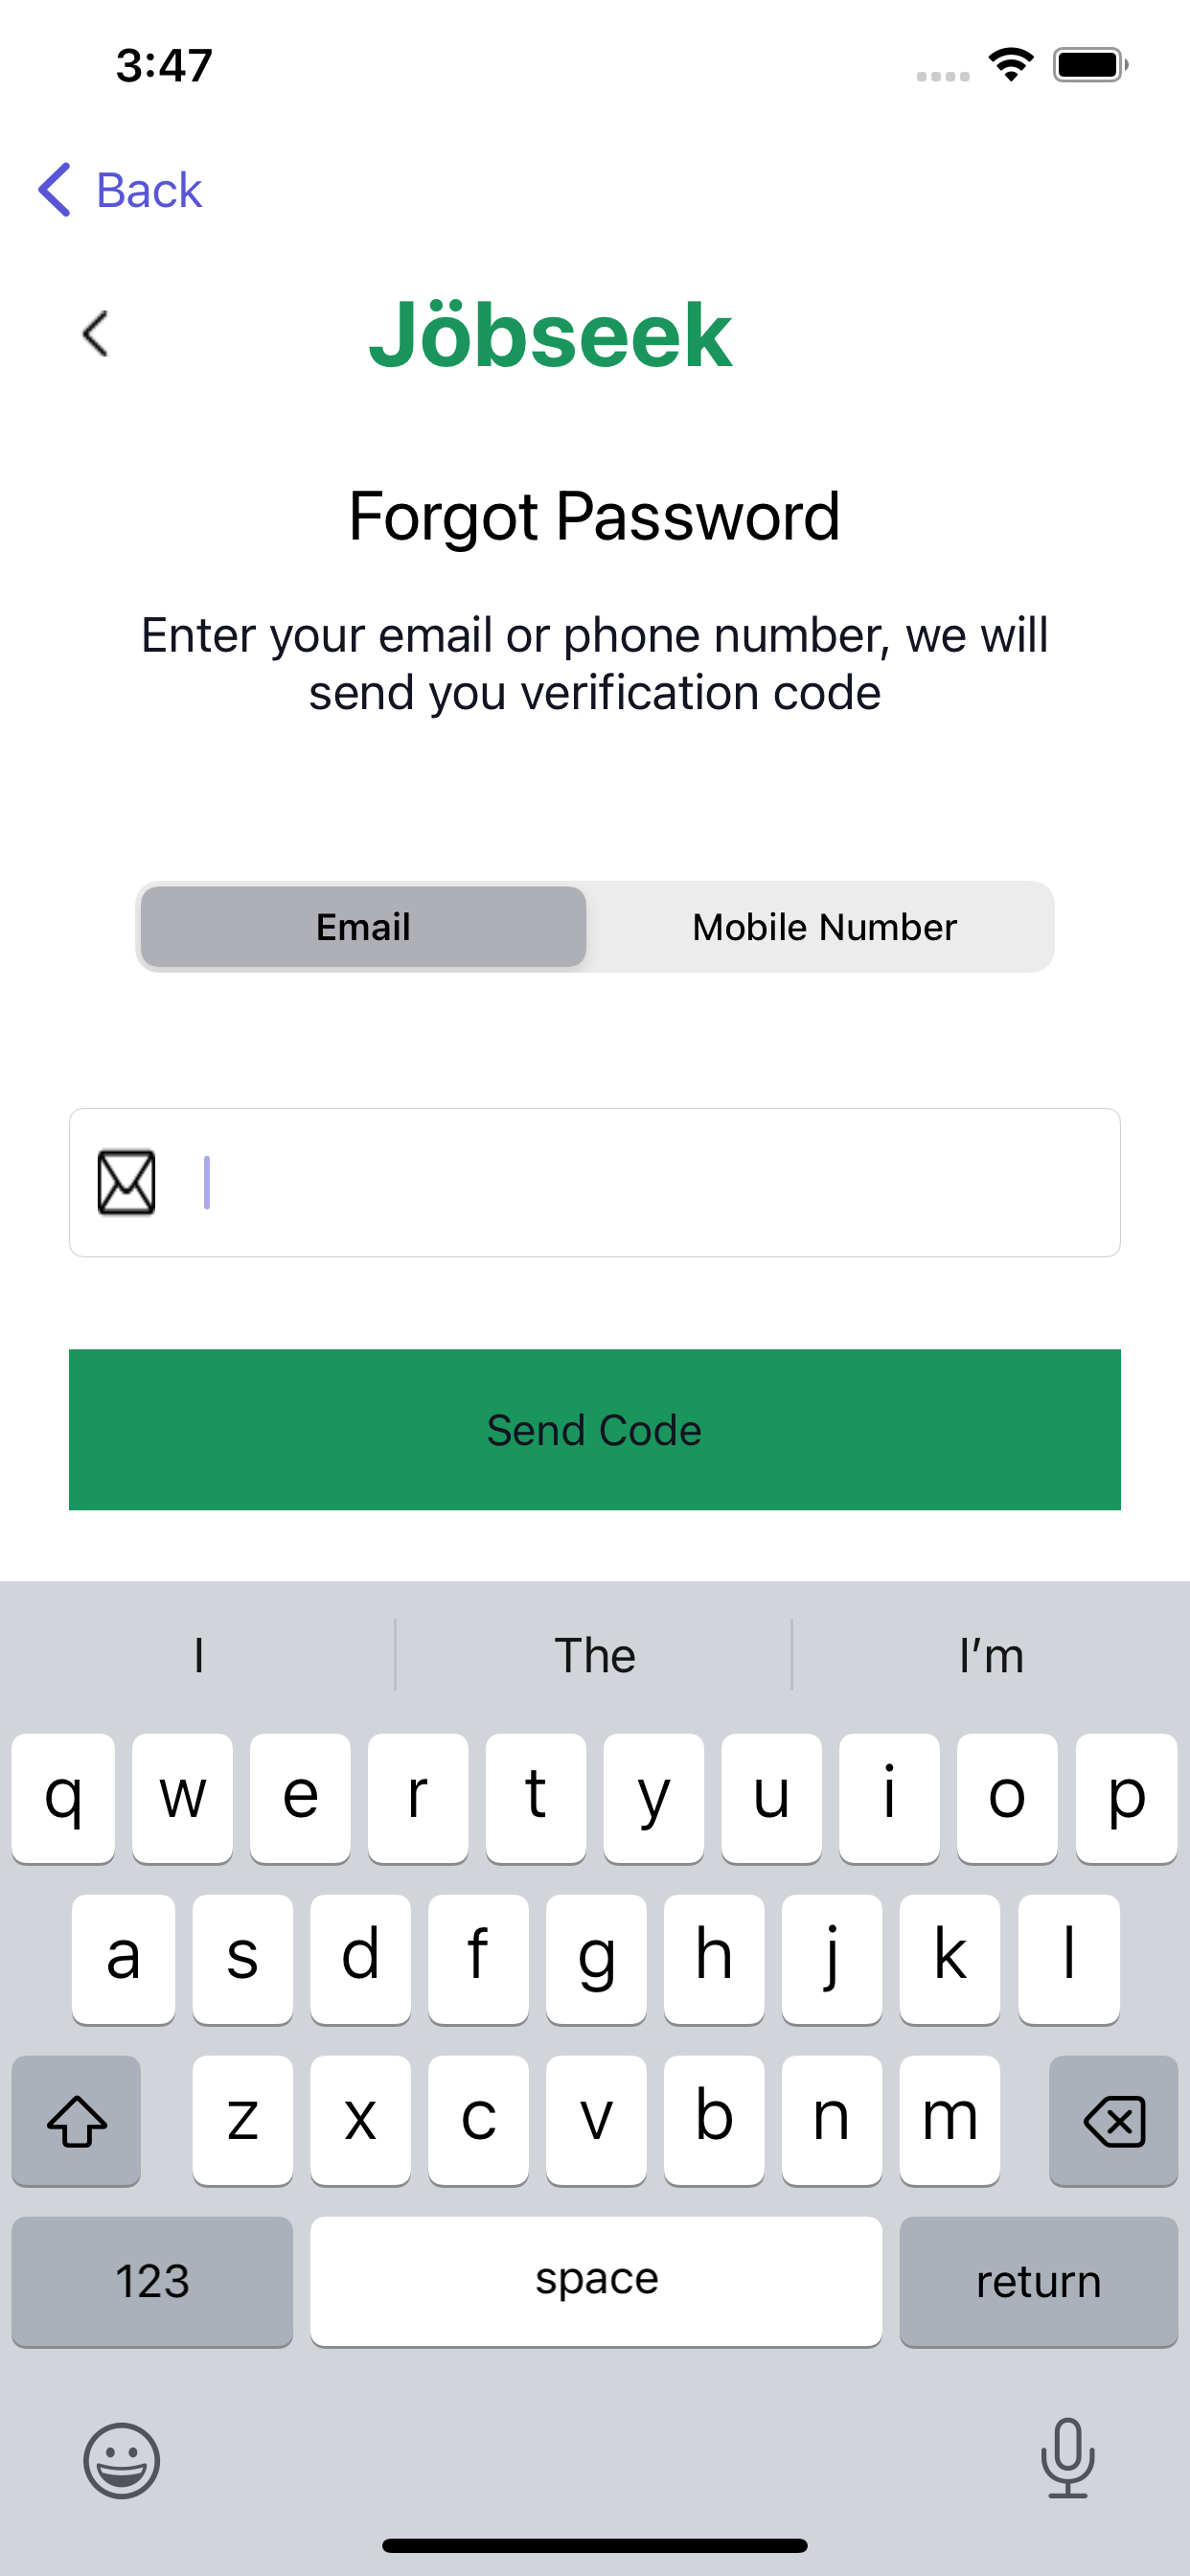 3:47
Back
Jöbseek
Forgot Password
Enter your email or phone number, we will
send you verification code
Email Mobile Number
Send Code
I The I’m
q w e r t y u i o p
a s d f g h j k l
z x c v b n m
123 space return